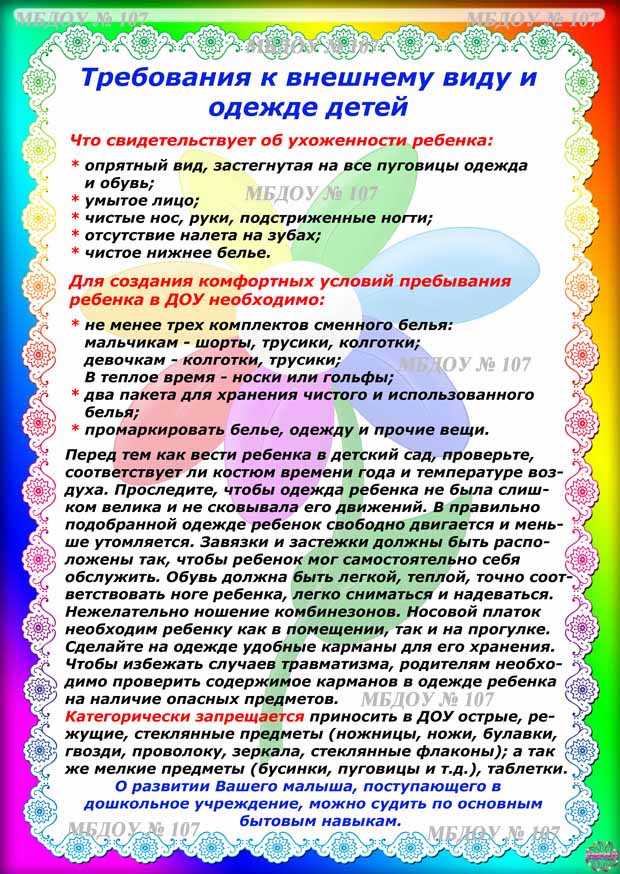 МБДОУ № 107
МБДОУ № 107
МБДОУ № 107
Требования к внешнему виду и
одежде детей
Что свидетельствует об ухоженности ребенка:
* опрятный вид, застегнутая на все пуговицы одежда
и обувь;
МБДОУ № 107
* умытое лицо;
* чистые нос, руки, подстриженные ногти;
* отсутствие налета на зубах;
* чистое нижнее белье.
Для создания комфортных условий пребывания
ребенка в ДОУ необходимо:
* не менее трех комплектов сменного белья:
мальчикам – шорты, трусики, колготки;
девочкам – колготки, трусики;
МБДОУ № 107
В теплое время – носки или гольфы;
* два пакета для хранения чистого и использованного
белья;
* промаркировать белье, одежду и прочие вещи.
Перед тем как вести ребенка в детский сад, проверьте,
соответствует ли костюм времени года и температуре воз-
духа. Проследите, чтобы одежда ребенка не была слиш-
ком велика и не сковывала его движений. В правильно
подобранной одежде ребенок свободно двигается и мень-
ше утомляется. Завязки и застежки должны быть распо-
ложены так, чтобы ребенок мог самостоятельно себя
обслужить. Обувь должна быть легкой, теплой, точно соот-
ветствовать ноге ребенка, легко сниматься и надеваться.
Нежелательно ношение комбинезонов. Носовой платок
необходим ребенку как в помещении, так и на прогулке.
Сделайте на одежде удобные карманы для его хранения.
Чтобы избежать случаев травматизма, родителям необхо-
димо проверить содержимое карманов в одежде ребенка
на наличие опасных предметов.
МБДОУ № 107
Категорически запрещается приносить в ДОУ острые, ре-
жущие, стеклянные предметы (ножницы, ножи, булавки,
гвозди, проволоку, зеркала, стеклянные флаконы); а так
же мелкие предметы (бусинки, пуговицы и т.д.), таблетки.
О развитии Вашего малыша, поступающего в
дошкольное учреждение, можно судить по основным
бытовым навыкам.
МБДОУ № 107
МБДОУ № 107